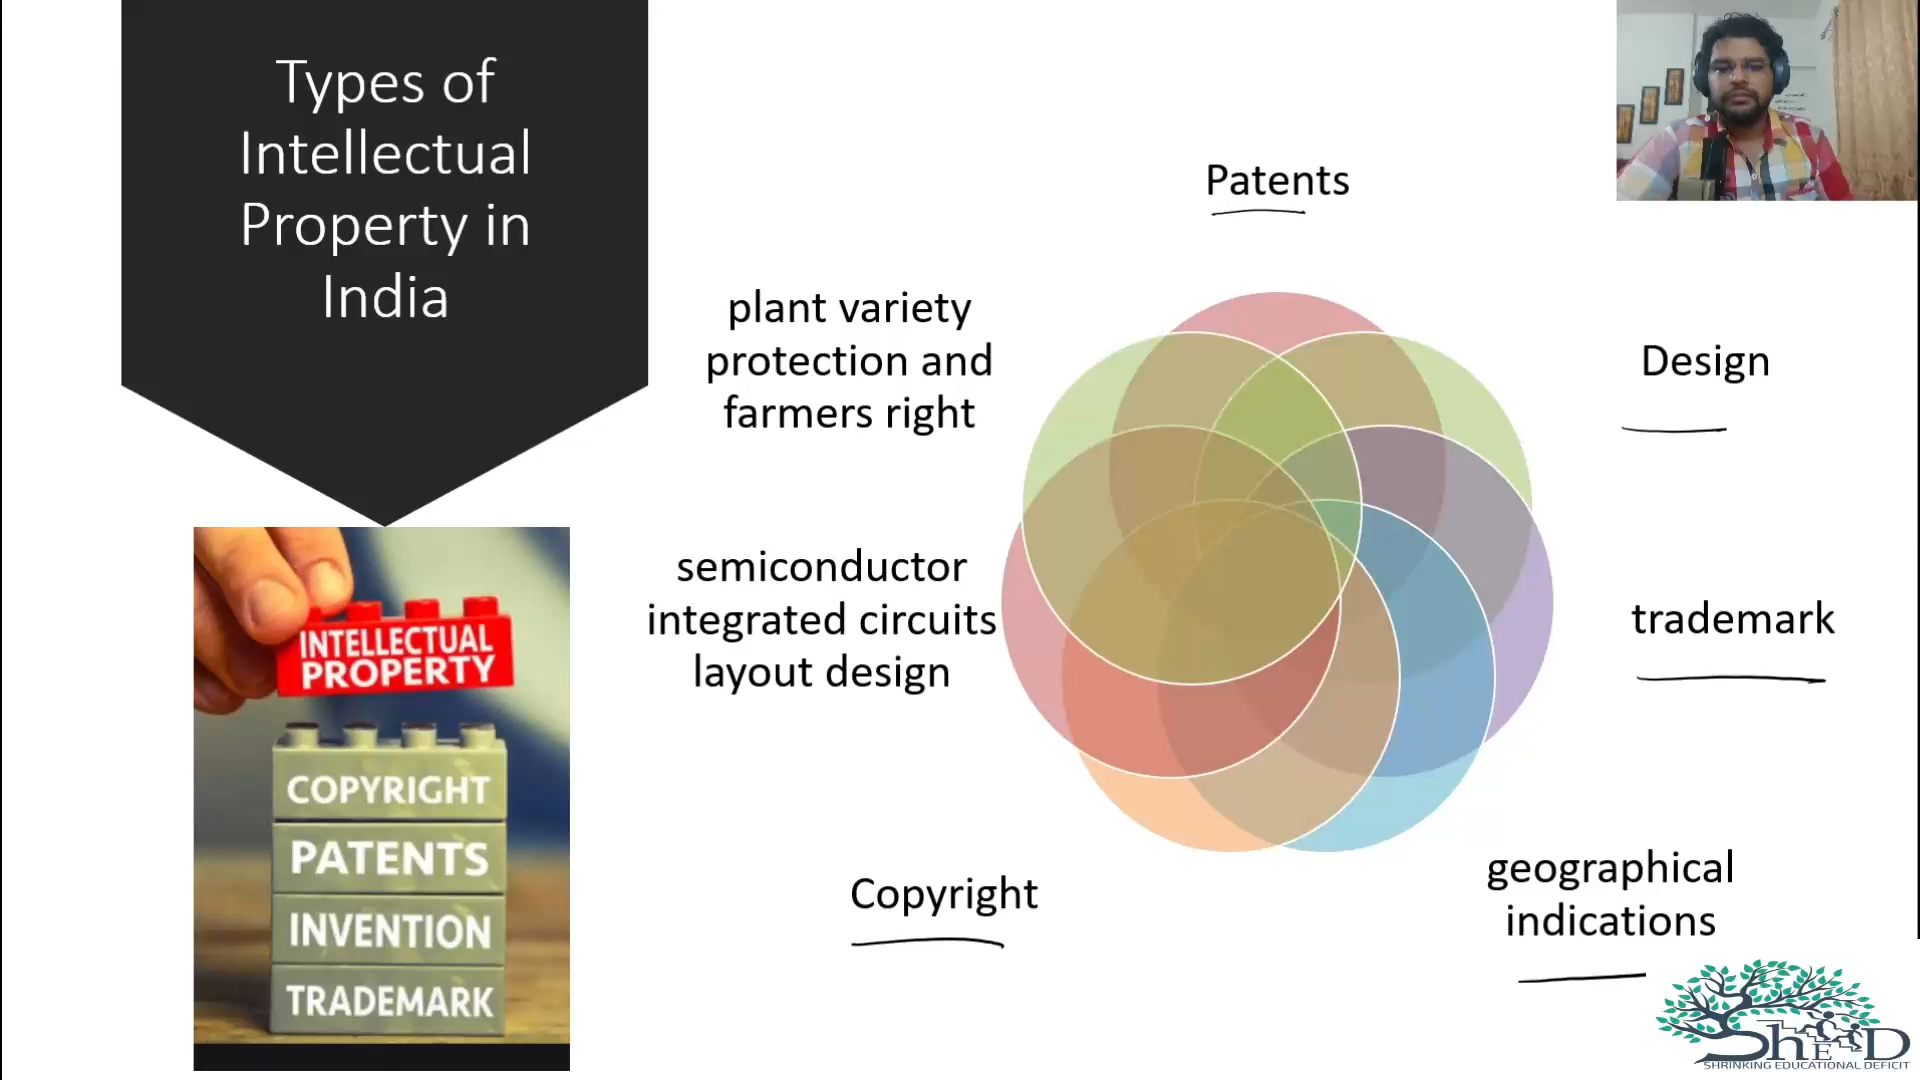 Types of
Intellectual
Property in
India
Patents
Design
trademark
geographical
indications
Copyright
semiconductor
integrated circuits
layout design
plant variety
protection and
farmers right
INTELLECTUAL
PROPERTY
COPYRIGHT
PATENTS
INVENTION
TRADEMARK
ShED
SHRINKING EDUCATIONAL DEFICIT